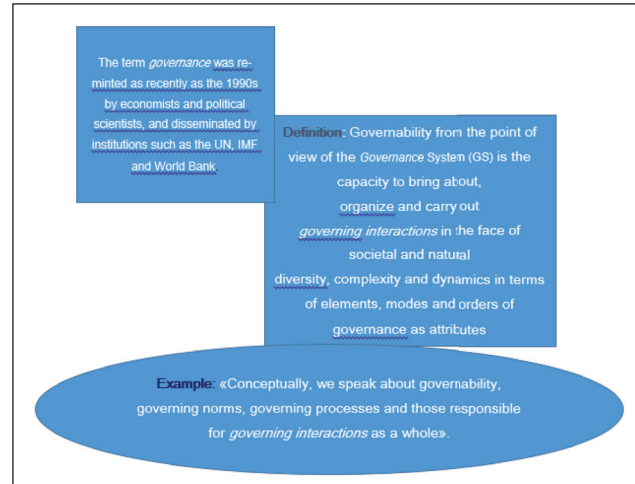 The term governance was re-
minted as recently as the 1990s
by economists and political
scientists, and disseminated by
institutions such as the UN, IMF
and World Bank
Definition: Governability from the point of
view of the Governance System (GS) is the
capacity to bring about,
organize and carry out
governing interactions in the face of
societal and natural
diversity, complexity and dynamics in terms
of elements, modes and orders of
governance as attributes
Example: «Conceptually, we speak about governability,
governing norms, governing processes and those responsible
for governing interactions as a whole».